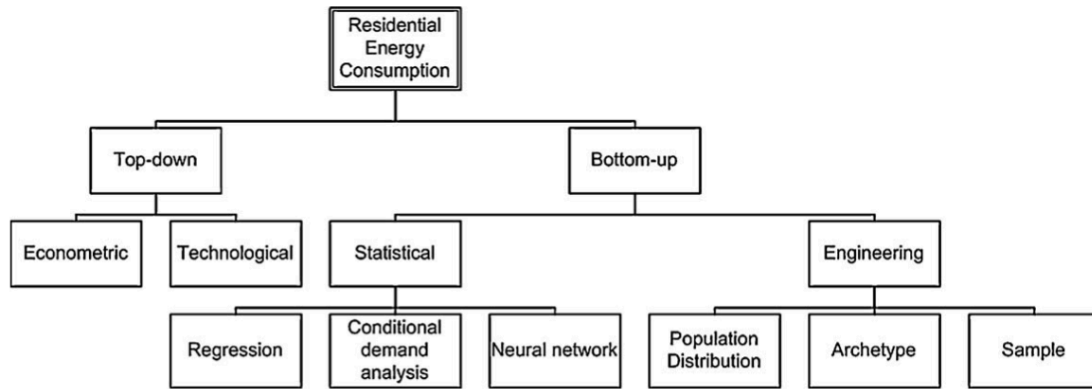 Residential
Energy
Consumption
Top-down
Bottom-up
Econometric
Technological
Statistical
Engineering
Regression
Conditional
demand
analysis
Neural network
Population
Distribution
Archetype
Sample